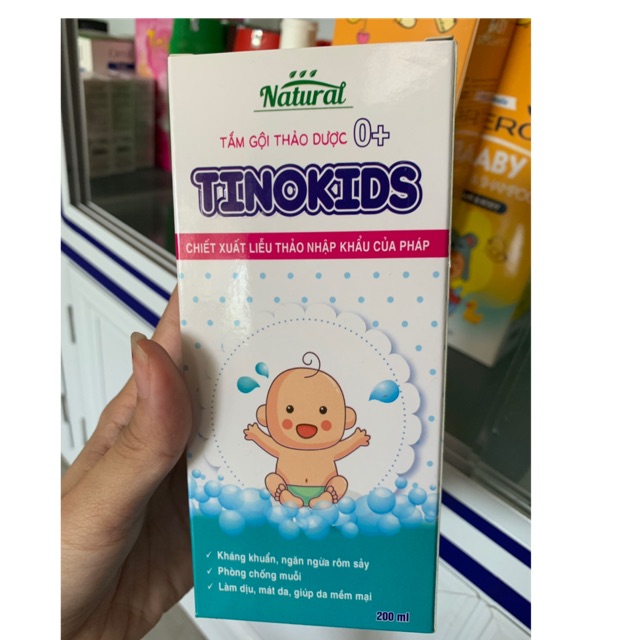 Natural
TẮM GỘI THẢO DƯỢC 0+
TINOKIDS
CHIẾT XUẤT LIỄU THẢO NHẬP KHẨU CỦA PHÁP
✓ Kháng khuẩn, ngăn ngừa rôm sảy
✓ Phòng chống muỗi
✓ Làm dịu, mát da, giúp da mềm mại
200 ml